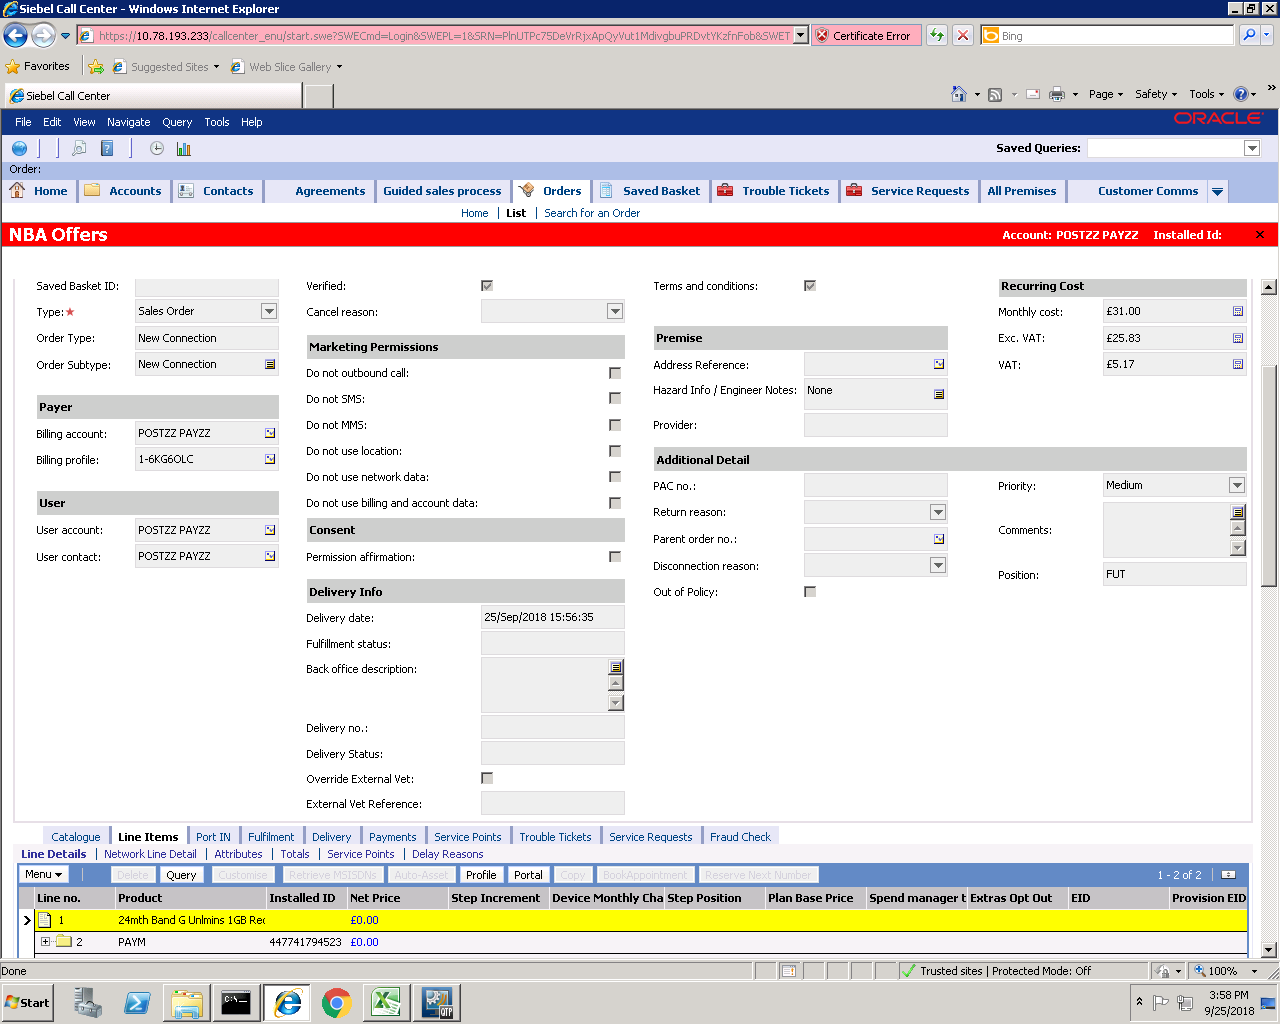 Siebel Call Center - Windows Internet Explorer
https://10.78.193.233/callcenter_enu/start.swe?SWECmd=Login&SWEPL=1&SRN=PlnUTPc75DeVrRjxApQyVut1MdivgbuPRDvtYKzfnFob&SWET
Certificate Error
Bing
Favorites
Suggested Sites
Web Slice Gallery
Siebel Call Center
Page
Safety
Tools
File Edit View Navigate Query Tools Help
ORACLE
Saved Queries:
Order:
Home
Accounts
Contacts
Agreements
Guided sales process
Orders
Saved Basket
Trouble Tickets
Service Requests
All Premises
Customer Comms
Home | List | Search for an Order
NBA Offers
Account: POSTZZ PAYZZ Installed Id:
Saved Basket ID:
Type:★ Sales Order
Order Type: New Connection
Order Subtype: New Connection
Payer
Billing account: POSTZZ PAYZZ
Billing profile: 1-6KG6OLC
User
User account: POSTZZ PAYZZ
User contact: POSTZZ PAYZZ
Verified:
Cancel reason:
Marketing Permissions
Do not outbound call:
Do not SMS:
Do not MMS:
Do not use location:
Do not use network data:
Do not use billing and account data:
Consent
Permission affirmation:
Delivery Info
Delivery date: 25/Sep/2018 15:56:35
Fulfillment status:
Back office description:
Delivery no.:
Delivery Status:
Override External Vet:
External Vet Reference:
Terms and conditions:
Premise
Address Reference:
Hazard Info / Engineer Notes: None
Provider:
Additional Detail
PAC no.:
Return reason:
Parent order no.:
Disconnection reason:
Out of Policy:
Recurring Cost
Monthly cost: £31.00
Exc. VAT: £25.83
VAT: £5.17
Priority: Medium
Comments:
Position: FUT
Catalogue
Line Items
Port IN
Fulfilment
Delivery
Payments
Service Points
Trouble Tickets
Service Requests
Fraud Check
Line Details | Network Line Detail | Attributes | Totals | Service Points | Delay Reasons
Menu
Delete
Query
Customise
Retrieve MSISDNs
Auto-Asset
Profile
Portal
Copy
BookAppointment
Reserve Next Number
1 - 2 of 2
Line no. Product Installed ID Net Price Step Increment Device Monthly Cha Step Position Plan Base Price Spend manager t Extras Opt Out EID Provision EID
1 24mth Band G Unlmins 1GB Rec £0.00
2 PAYM 447741794523 £0.00
Done
Trusted sites | Protected Mode: Off
100%
Start
C:\.
QTP
3:58 PM
9/25/2018